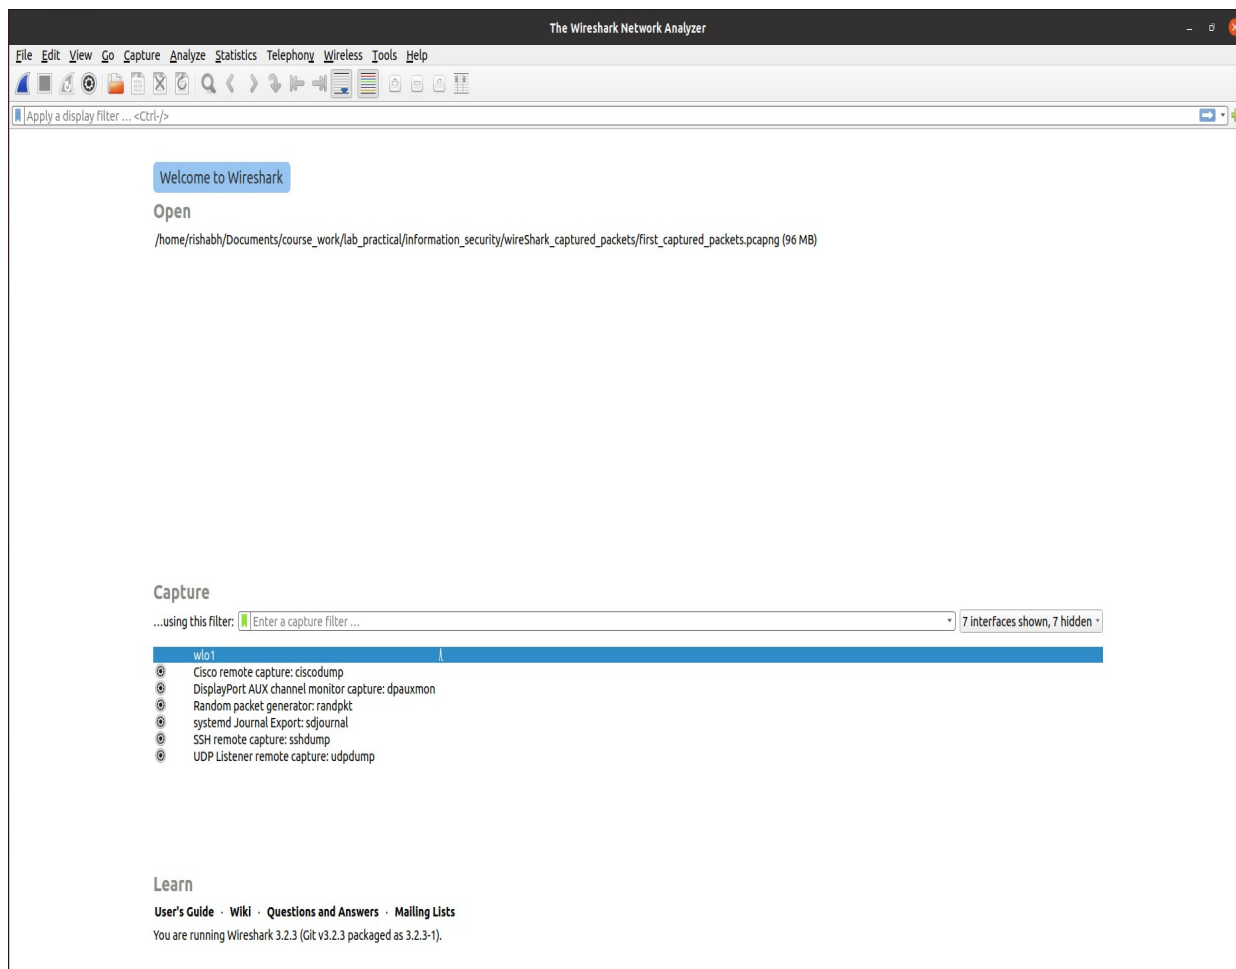 The Wireshark Network Analyzer
File Edit View Go Capture Analyze Statistics Telephony Wireless Tools Help
Apply a display filter ... <Ctrl-/>
Welcome to Wireshark
Open
/home/rishabh/Documents/course_work/lab_practical/information_security/wireShark_captured_packets/first_captured_packets.pcapng (96 MB)
Capture
...using this filter: Enter a capture filter ... 7 interfaces shown, 7 hidden
wlo1
Cisco remote capture: ciscodump
DisplayPort AUX channel monitor capture: dpauxmon
Random packet generator: randpkt
systemd Journal Export: sdjournal
SSH remote capture: sshdump
UDP Listener remote capture: udpdump
Learn
User's Guide · Wiki · Questions and Answers · Mailing Lists
You are running Wireshark 3.2.3 (Git v3.2.3 packaged as 3.2.3-1).